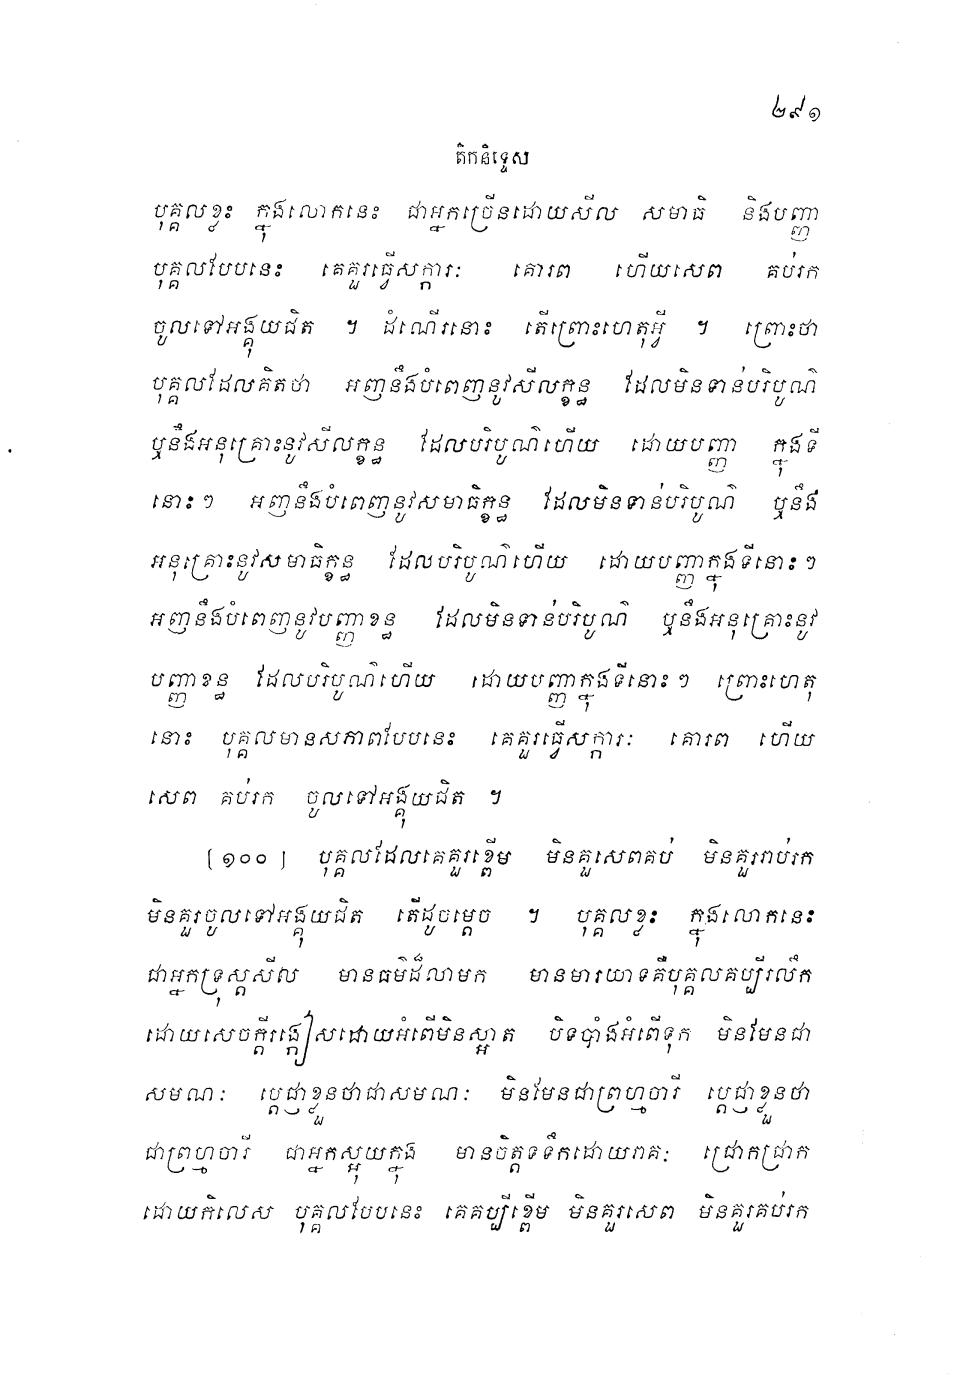 ២៩១
តិកនិទ្ទេស
បុគ្គលខ្លះ ក្នុងលោកនេះ ជាអ្នកច្រើនដោយសីល សមាធិ និងបញ្ញា
បុគ្គលបែបនេះ គេគួរធ្វើសក្ការៈ គោរព ហើយសេព គប់រក
ចូលទៅអង្គុយជិត ។ ដំណើរនោះ តើព្រោះហេតុអ្វី ។ ព្រោះថា
បុគ្គលដែលគិតថា អញនឹងបំពេញនូវសីលក្ខន្ធ ដែលមិនទាន់បរិបូណ៌
ឬនឹងអនុគ្រោះនូវសីលក្ខន្ធ ដែលបរិបូណ៌ហើយ ដោយបញ្ញា ក្នុងទី
នោះៗ អញនឹងបំពេញនូវសមាធិក្ខន្ធ ដែលមិនទាន់បរិបូណ៌ ឬនឹង
អនុគ្រោះនូវសមាធិក្ខន្ធ ដែលបរិបូណ៌ហើយ ដោយបញ្ញាក្នុងទីនោះៗ
អញនឹងបំពេញនូវបញ្ញាខន្ធ ដែលមិនទាន់បរិបូណ៌ ឬនឹងអនុគ្រោះនូវ
បញ្ញាខន្ធ ដែលបរិបូណ៌ហើយ ដោយបញ្ញាក្នុងទីនោះៗ ព្រោះហេតុ
នោះ បុគ្គលមានសភាពបែបនេះ គេគួរធ្វើសក្ការៈ គោរព ហើយ
សេព គប់រក ចូលទៅអង្គុយជិត ។
[១០០] បុគ្គលដែលគេគួរខ្ពើម មិនគួរសេពគប់ មិនគួររាប់រក
មិនគួរចូលទៅអង្គុយជិត តើដូចម្តេច ។ បុគ្គលខ្លះ ក្នុងលោកនេះ
ជាអ្នកទ្រុស្តសីល មានធម៌ដ៏លាមក មានមារយាទគឺបុគ្គលគប្បីរលឹក
ដោយសេចក្តីរង្កៀសដោយអំពើមិនស្អាត បិទបាំងអំពើទុក មិនមែនជា
សមណៈ ប្តេជ្ញាខ្លួនថាជាសមណៈ មិនមែនជាព្រហ្មចារី ប្តេជ្ញាខ្លួនថា
ជាព្រហ្មចារី ជាអ្នកស្អុយក្នុង មានចិត្តទទឹកដោយរាគៈ ជ្រោកជ្រាក
ដោយកិលេស បុគ្គលបែបនេះ គេគប្បីខ្ពើម មិនគួរសេព មិនគួរគប់រក